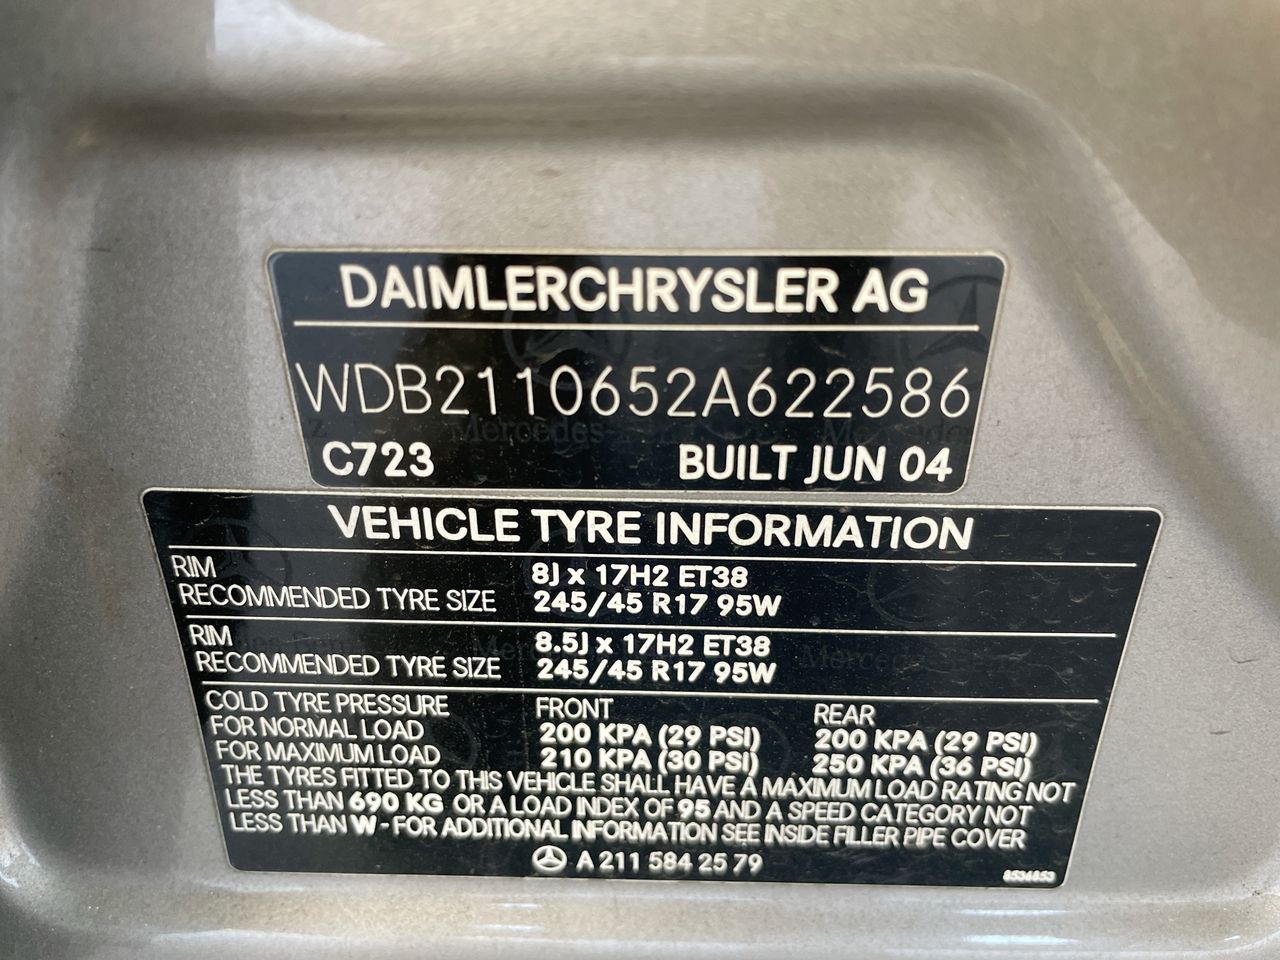 DAIMLERCHRYSLER AG
WDB2110652A622586
C723 BUILT JUN 04
VEHICLE TYRE INFORMATION
RIM 8J x 17H2 ET38
RECOMMENDED TYRE SIZE 245/45 R17 95W
RIM 8.5J x 17H2 ET38
RECOMMENDED TYRE SIZE 245/45 R17 95W
COLD TYRE PRESSURE FRONT REAR
FOR NORMAL LOAD 200 KPA (29 PSI) 200 KPA (29 PSI)
FOR MAXIMUM LOAD 210 KPA (30 PSI) 250 KPA (36 PSI)
THE TYRES FITTED TO THIS VEHICLE SHALL HAVE A MAXIMUM LOAD RATING NOT
LESS THAN 690 KG OR A LOAD INDEX OF 95 AND A SPEED CATEGORY NOT
LESS THAN W-FOR ADDITIONAL INFORMATION SEE INSIDE FILLER PIPE COVER
A 211 584 25 79
8534853